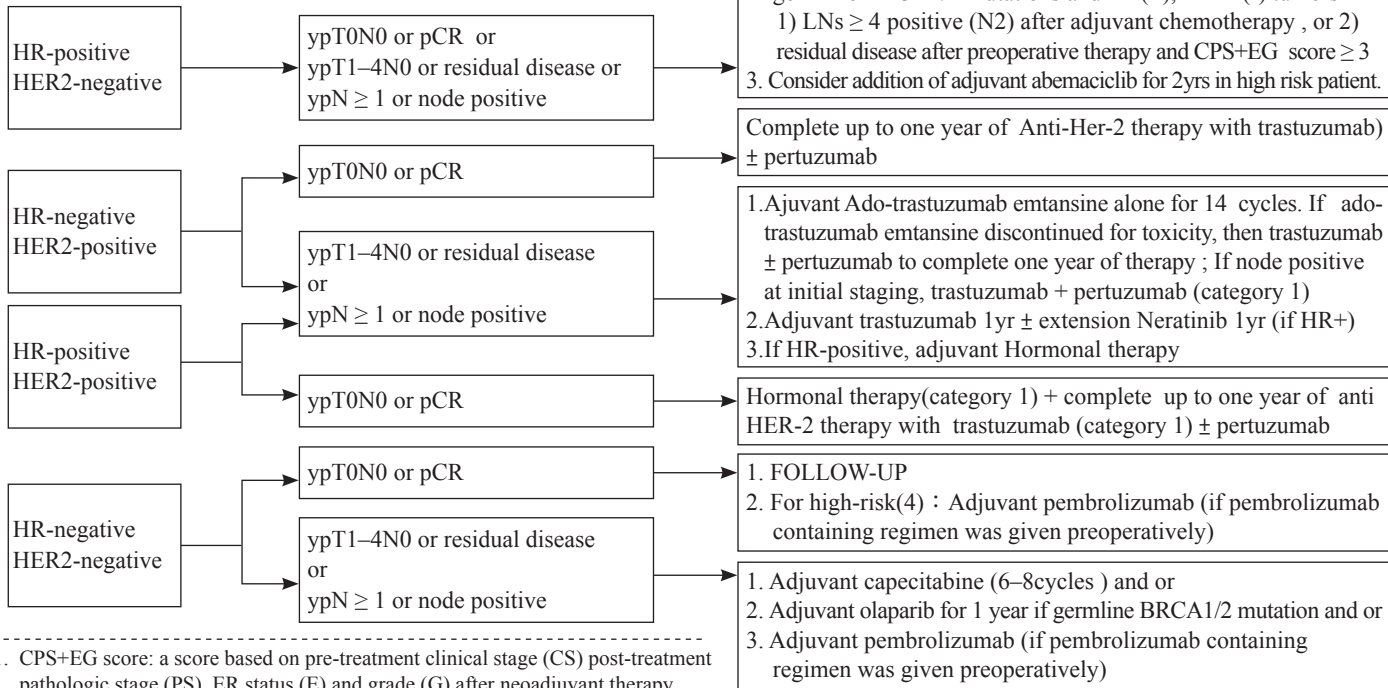 HR-positive
HER2-negative
ypT0N0 or pCR or
ypT1–4N0 or residual disease or
ypN ≥ 1 or node positive
1) LNs ≥ 4 positive (N2) after adjuvant chemotherapy , or 2)
residual disease after preoperative therapy and CPS+EG score ≥ 3
3. Consider addition of adjuvant abemaciclib for 2yrs in high risk patient.
HR-negative
HER2-positive
ypT0N0 or pCR
Complete up to one year of Anti-Her-2 therapy with trastuzumab)
± pertuzumab
ypT1–4N0 or residual disease
or
ypN ≥ 1 or node positive
1.Ajuvant Ado-trastuzumab emtansine alone for 14 cycles. If ado-
trastuzumab emtansine discontinued for toxicity, then trastuzumab
± pertuzumab to complete one year of therapy ; If node positive
at initial staging, trastuzumab + pertuzumab (category 1)
2.Adjuvant trastuzumab 1yr ± extension Neratinib 1yr (if HR+)
3.If HR-positive, adjuvant Hormonal therapy
HR-positive
HER2-positive
ypT0N0 or pCR
Hormonal therapy(category 1) + complete up to one year of anti
HER-2 therapy with trastuzumab (category 1) ± pertuzumab
HR-negative
HER2-negative
ypT0N0 or pCR
1. FOLLOW-UP
2. For high-risk(4)：Adjuvant pembrolizumab (if pembrolizumab
containing regimen was given preoperatively)
ypT1–4N0 or residual disease
or
ypN ≥ 1 or node positive
1. Adjuvant capecitabine (6–8cycles ) and or
2. Adjuvant olaparib for 1 year if germline BRCA1/2 mutation and or
3. Adjuvant pembrolizumab (if pembrolizumab containing
regimen was given preoperatively)
. CPS+EG score: a score based on pre-treatment clinical stage (CS) post-treatment
pathologic stage (PS), ER status (E) and grade (G) after neoadjuvant therapy